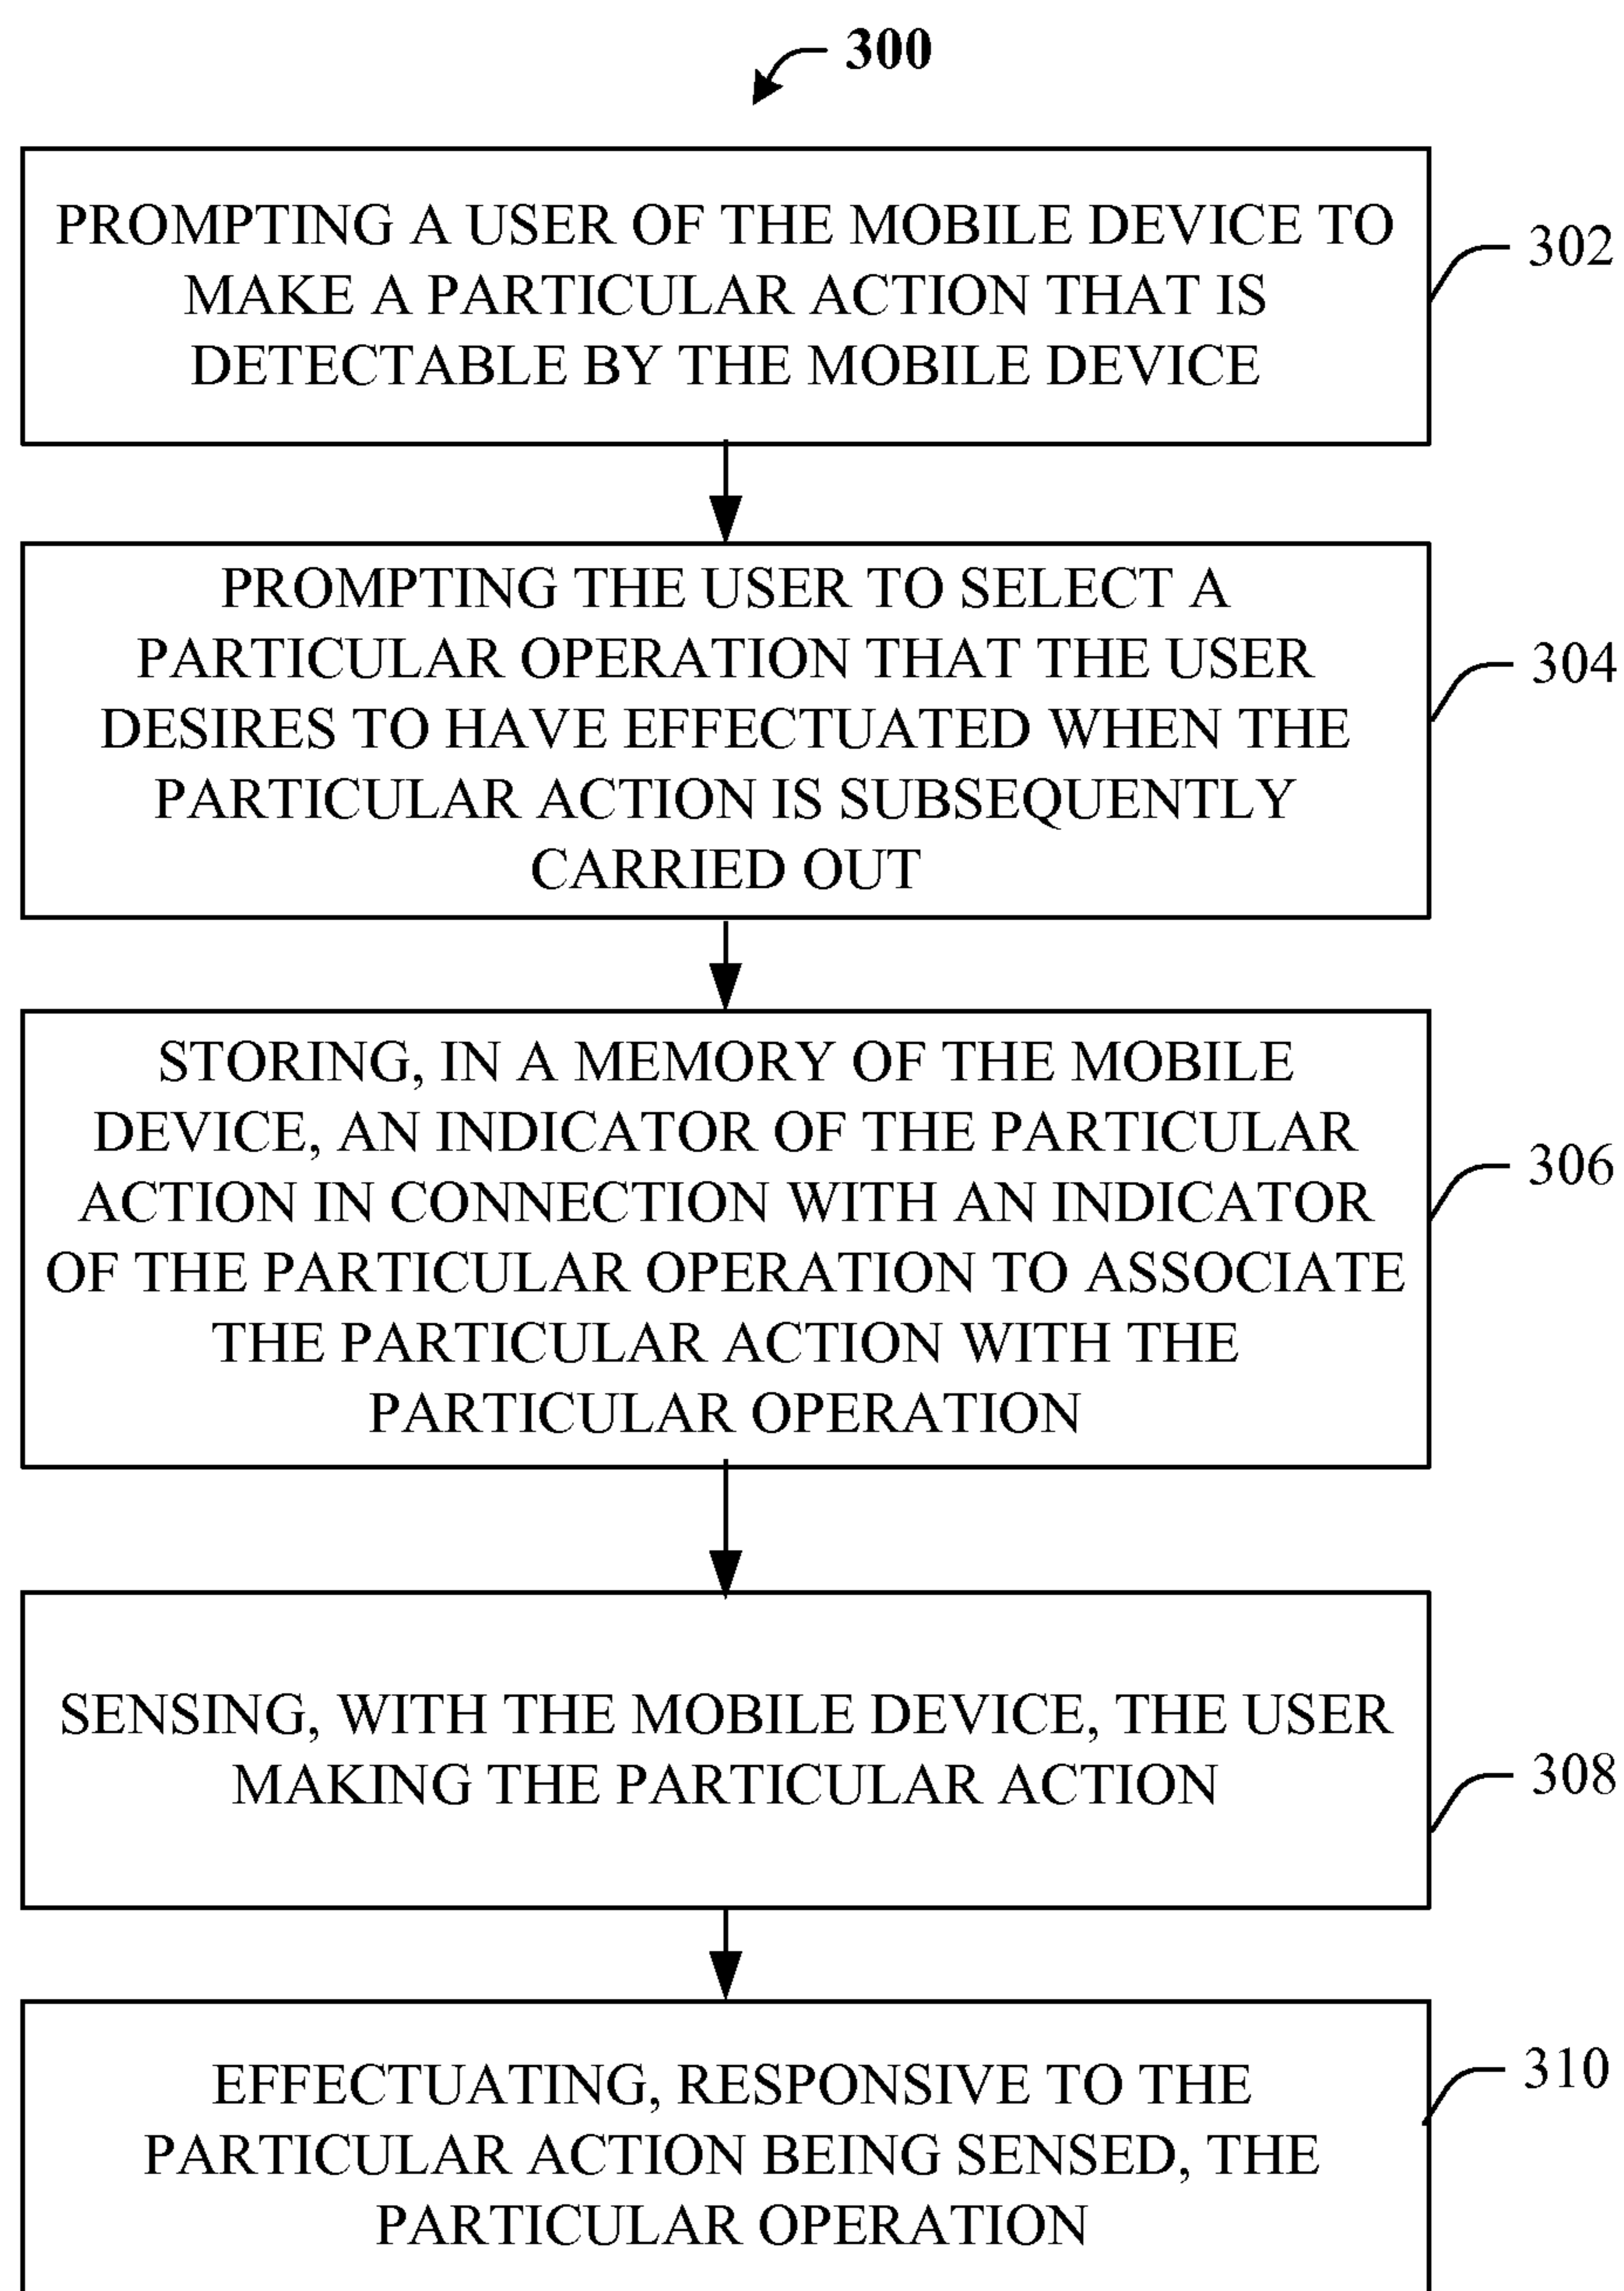 300
PROMPTING A USER OF THE MOBILE DEVICE TO
MAKE A PARTICULAR ACTION THAT IS
DETECTABLE BY THE MOBILE DEVICE
302
PROMPTING THE USER TO SELECT A
PARTICULAR OPERATION THAT THE USER
DESIRES TO HAVE EFFECTUATED WHEN THE
PARTICULAR ACTION IS SUBSEQUENTLY
CARRIED OUT
304
STORING, IN A MEMORY OF THE MOBILE
DEVICE, AN INDICATOR OF THE PARTICULAR
ACTION IN CONNECTION WITH AN INDICATOR
OF THE PARTICULAR OPERATION TO ASSOCIATE
THE PARTICULAR ACTION WITH THE
PARTICULAR OPERATION
306
SENSING, WITH THE MOBILE DEVICE, THE USER
MAKING THE PARTICULAR ACTION
308
EFFECTUATING, RESPONSIVE TO THE
PARTICULAR ACTION BEING SENSED, THE
PARTICULAR OPERATION
310